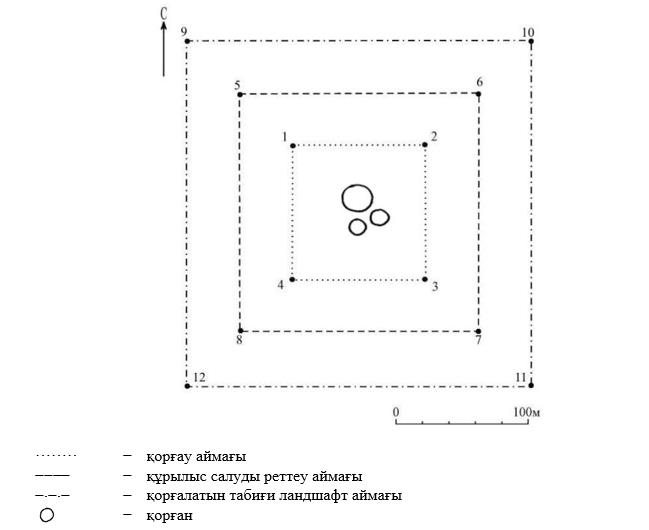 С
9
10
5
6
1
2
4
3
8
7
12
11
0
100м
– қорғау аймағы
– құрылыс салуды реттеу аймағы
– қорғалатын табиғи ландшафт аймағы
– қорған